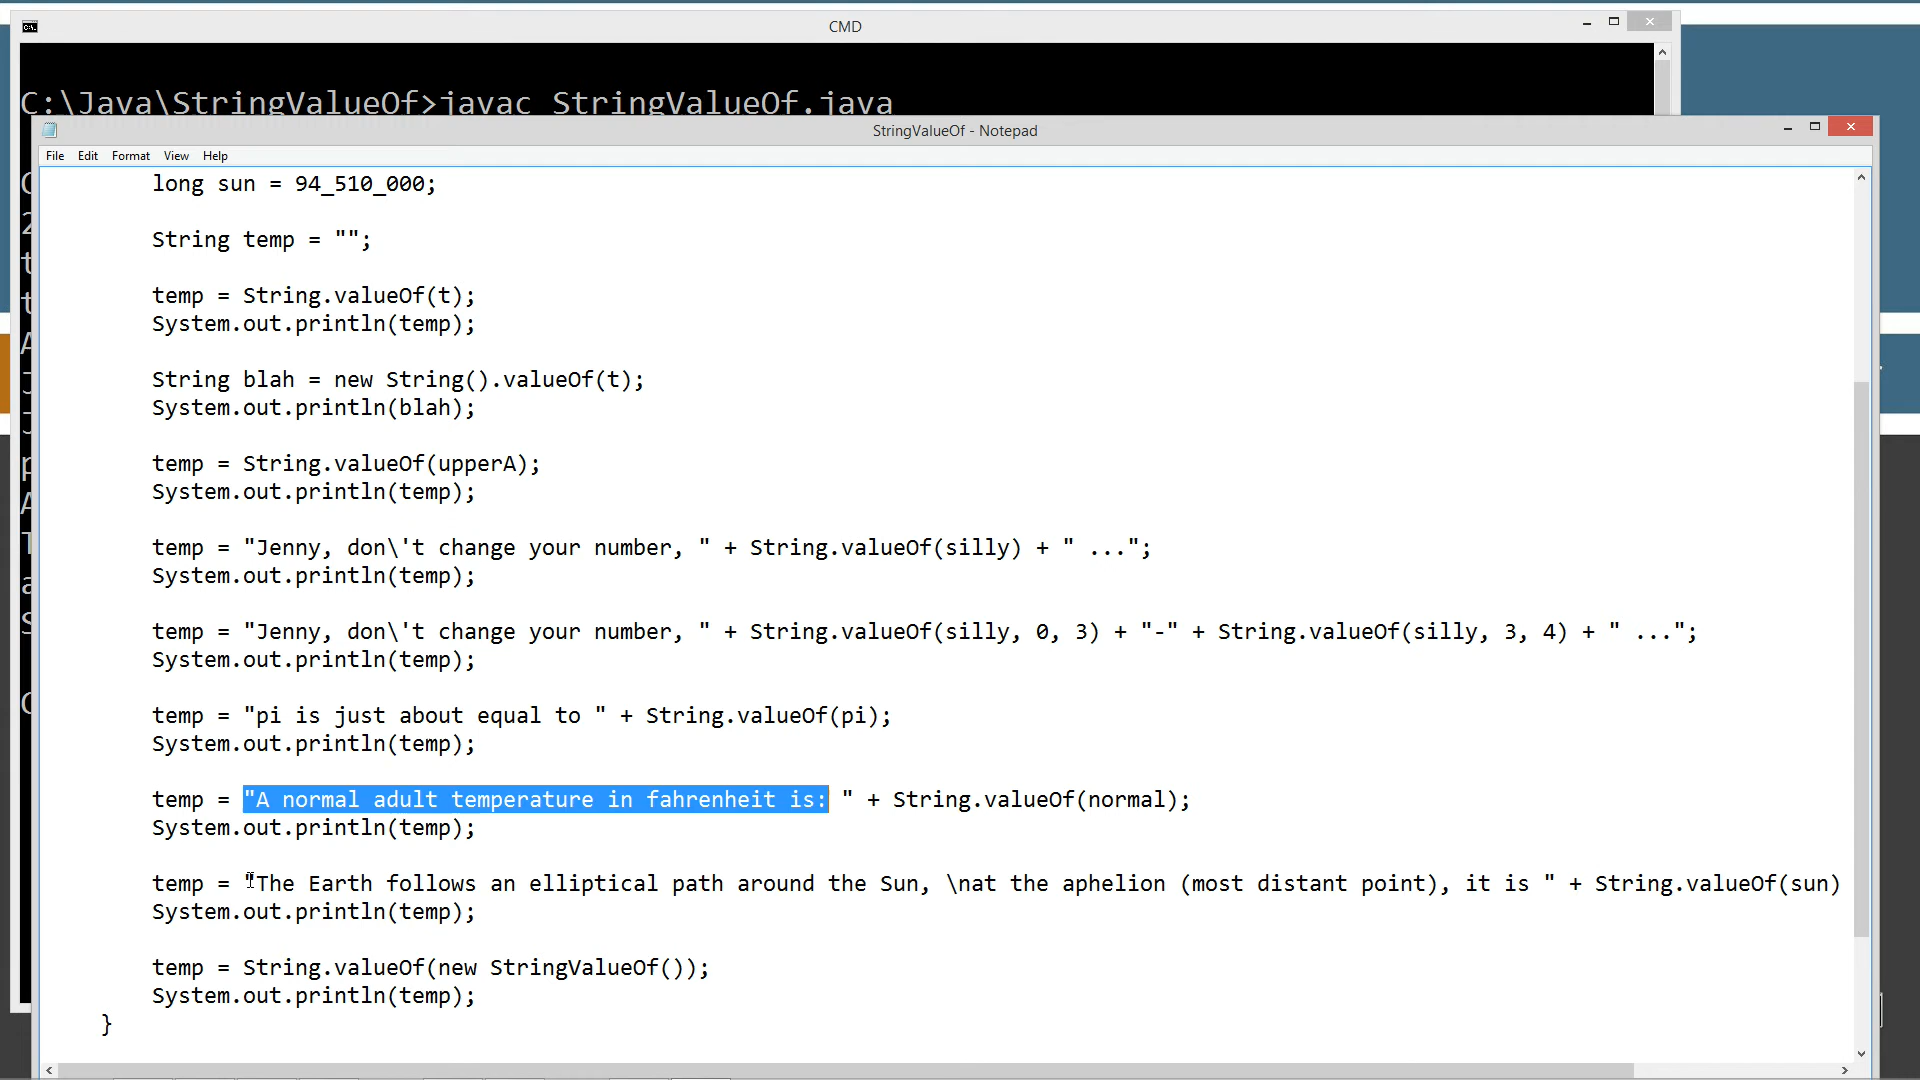 CMD
C:\Java\StringValueOf>javac StringValueOf.java
StringValueOf - Notepad
File Edit Format View Help
long sun = 94_510_000;
String temp = "";
temp = String.valueOf(t);
System.out.println(temp);
String blah = new String().valueOf(t);
System.out.println(blah);
temp = String.valueOf(upperA);
System.out.println(temp);
temp = "Jenny, don\'t change your number, " + String.valueOf(silly) + " ...";
System.out.println(temp);
temp = "Jenny, don\'t change your number, " + String.valueOf(silly, 0, 3) + "-" + String.valueOf(silly, 3, 4) + " ...";
System.out.println(temp);
temp = "pi is just about equal to " + String.valueOf(pi);
System.out.println(temp);
temp = "A normal adult temperature in fahrenheit is: " + String.valueOf(normal);
System.out.println(temp);
temp = "The Earth follows an elliptical path around the Sun, \nat the aphelion (most distant point), it is " + String.valueOf(sun)
System.out.println(temp);
temp = String.valueOf(new StringValueOf());
System.out.println(temp);
}